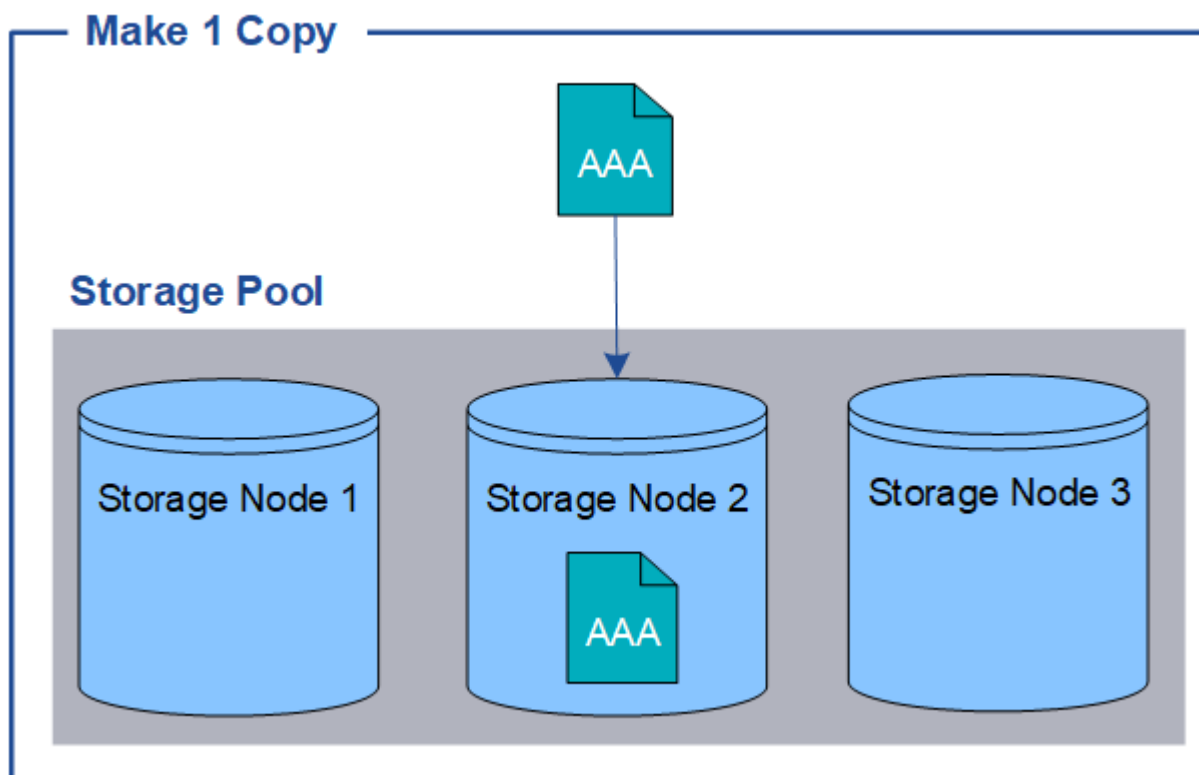 Make 1 Copy
AAA
Storage Pool
Storage Node 1
Storage Node 2
Storage Node 3
AAA